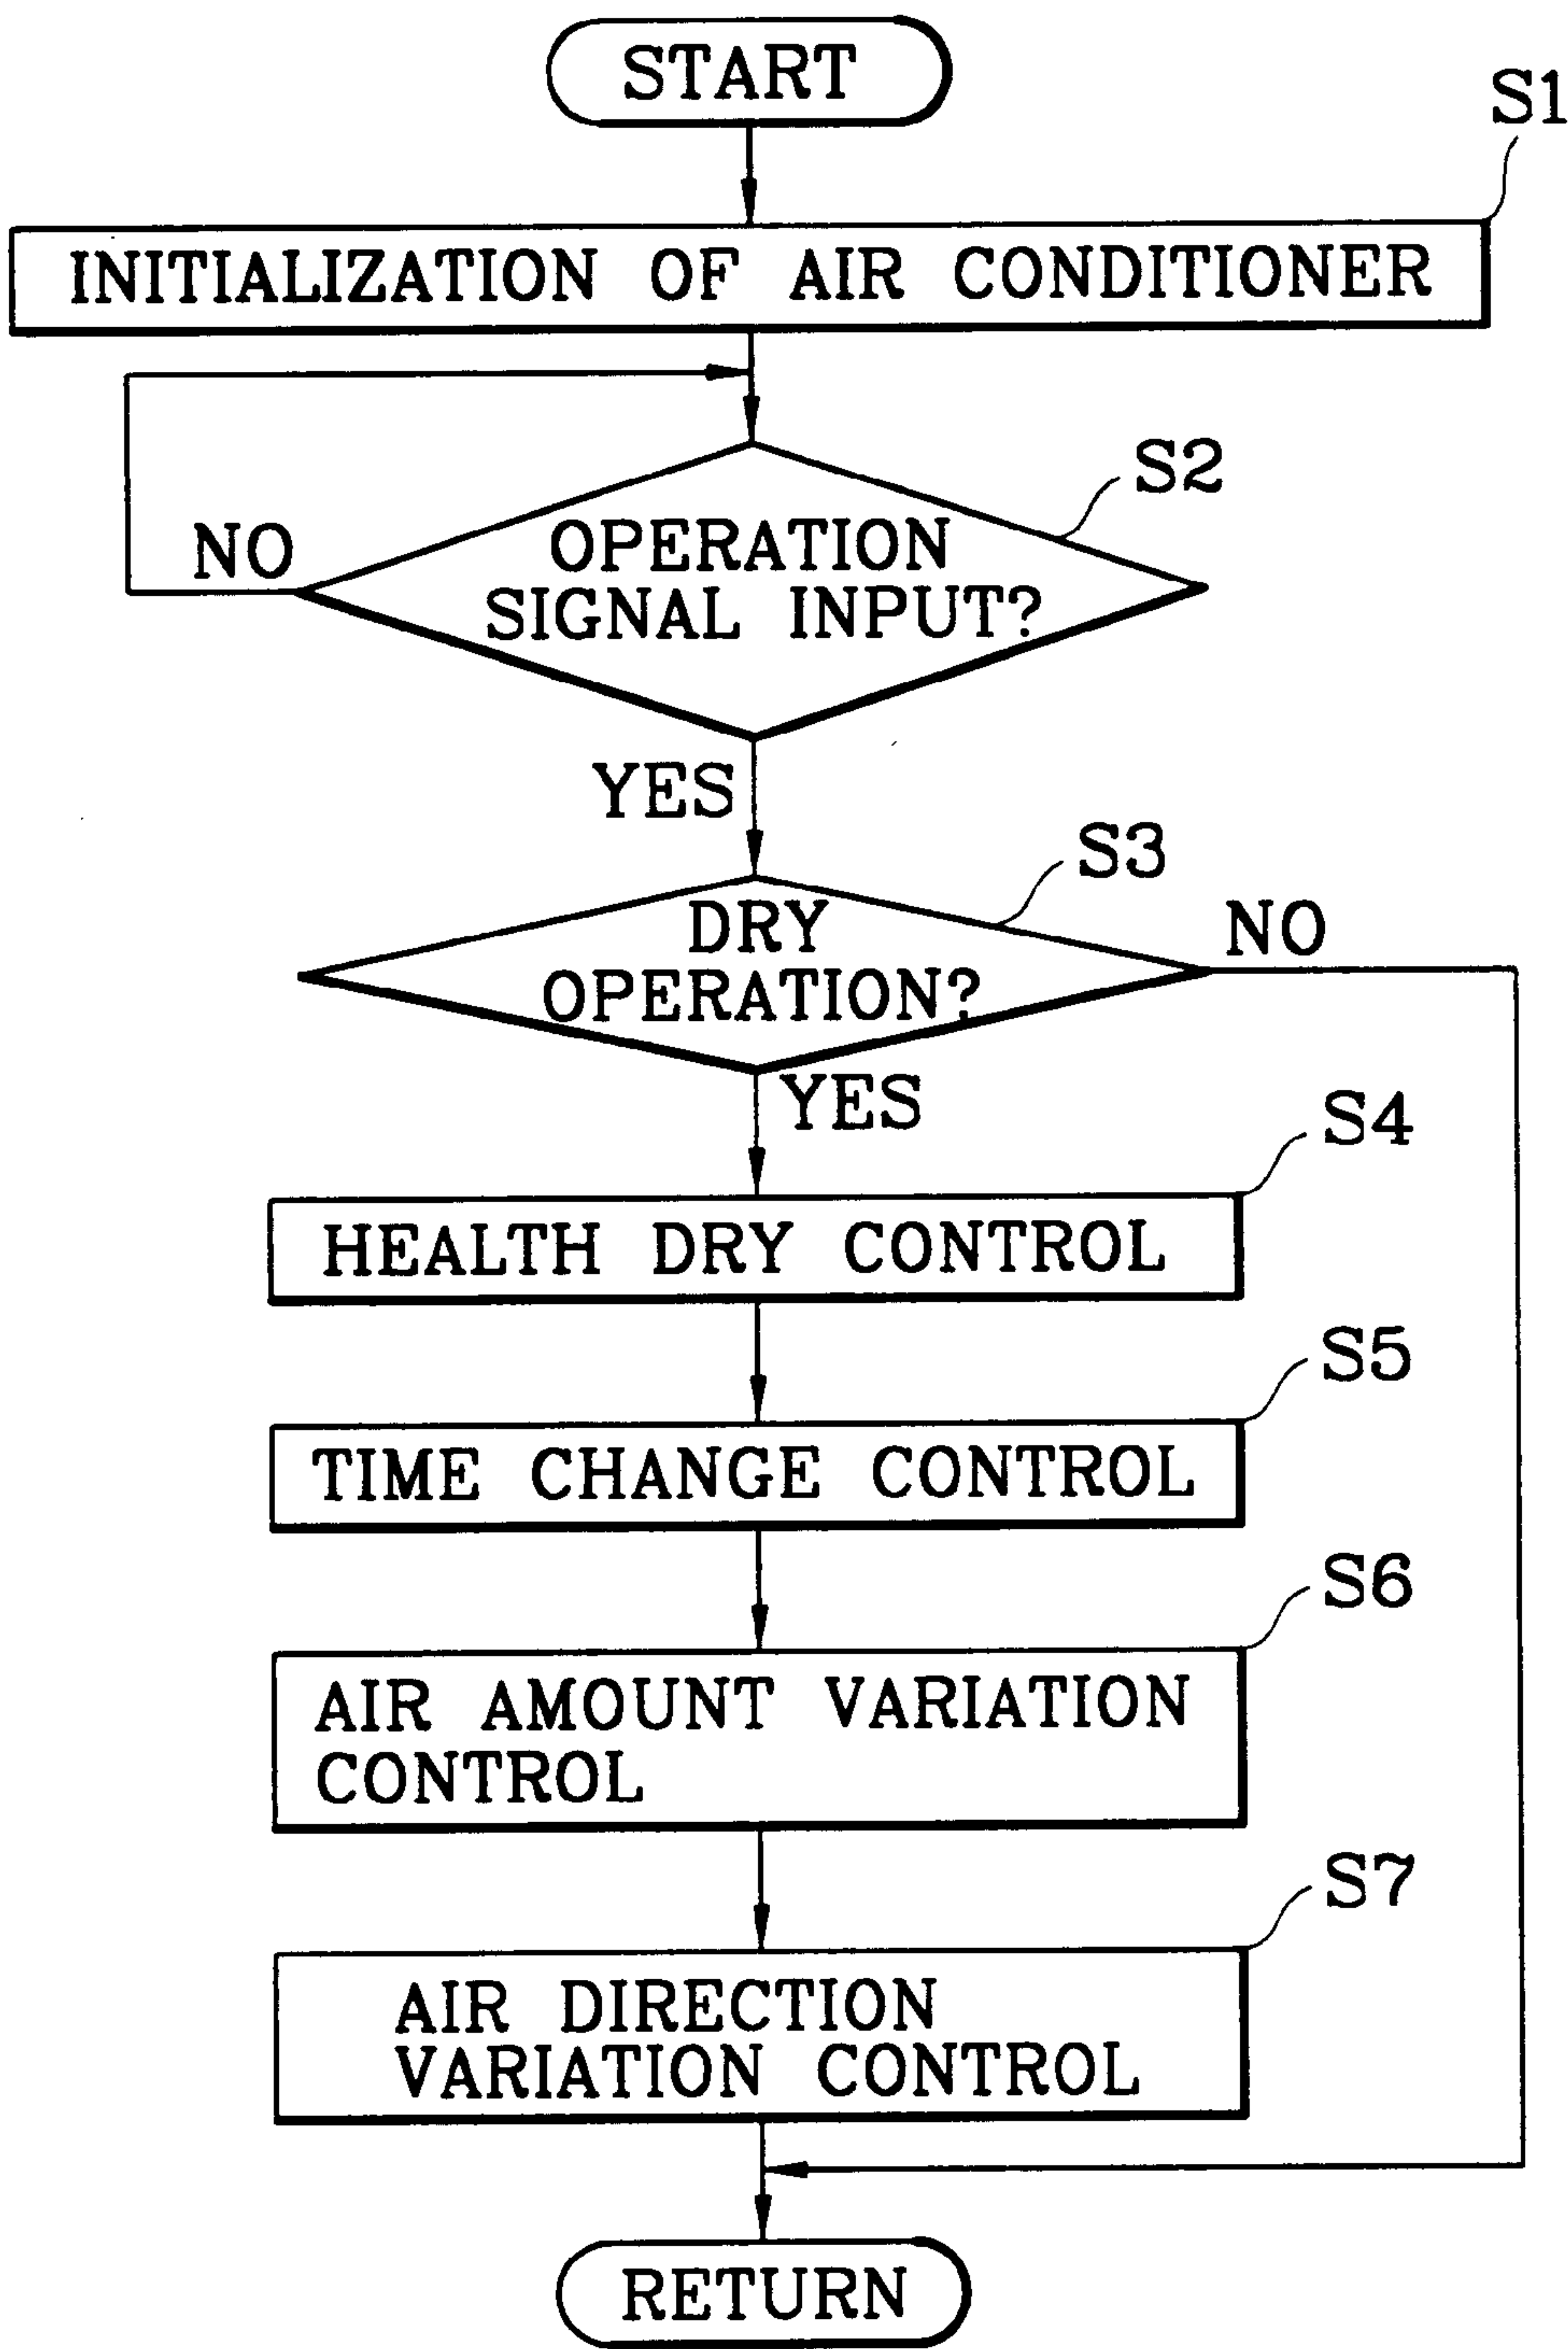 START
S1
INITIALIZATION OF AIR CONDITIONER
S2
NO
OPERATION
SIGNAL INPUT?
YES
S3
DRY
OPERATION?
NO
YES
S4
HEALTH DRY CONTROL
S5
TIME CHANGE CONTROL
S6
AIR AMOUNT VARIATION
CONTROL
S7
AIR DIRECTION
VARIATION CONTROL
RETURN